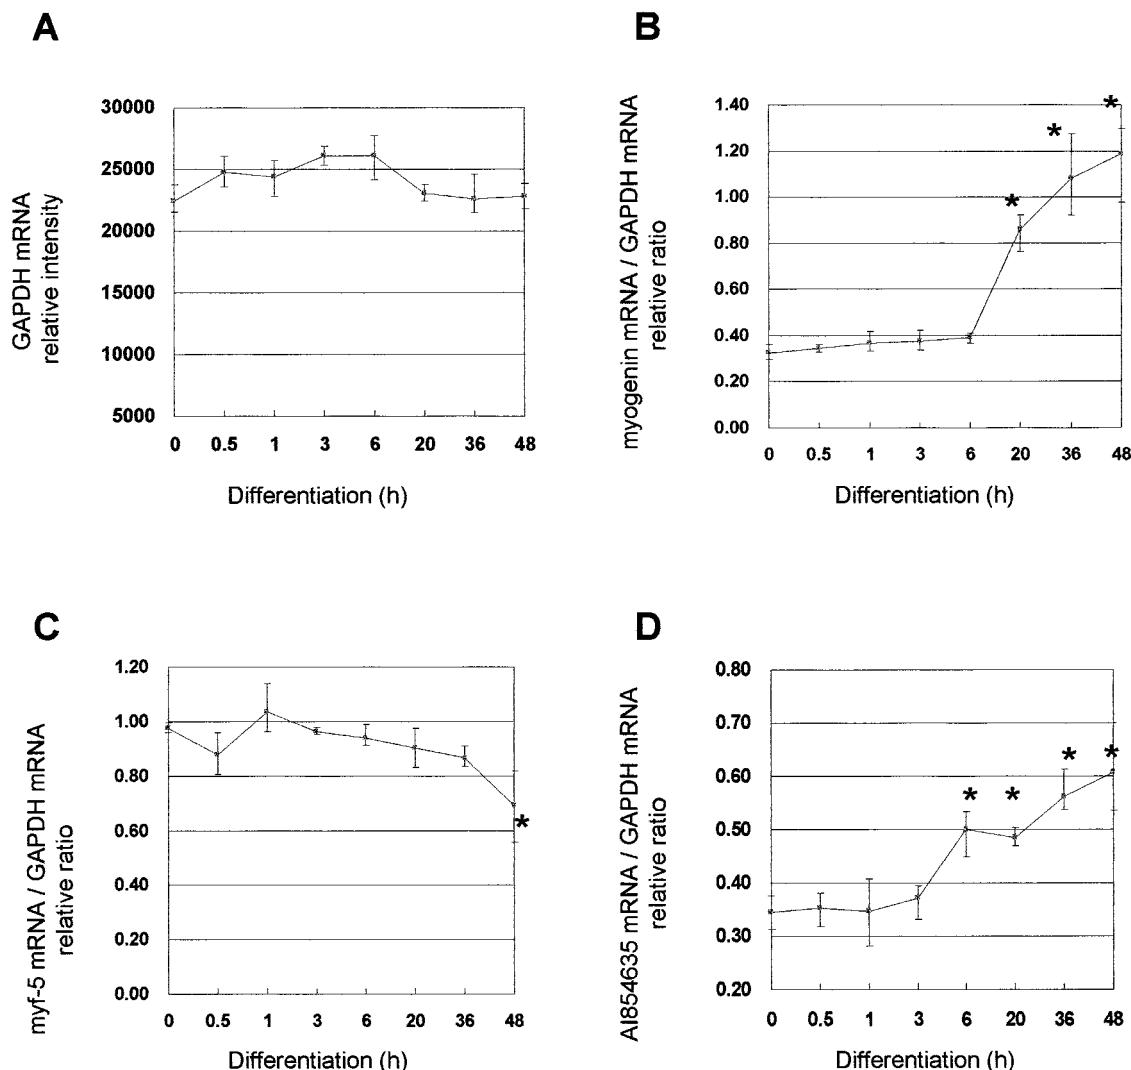 A
GAPDH mRNA
relative intensity
30000
25000
20000
15000
10000
5000
0 0.5 1 3 6 20 36 48
Differentiation (h)
B
myogenin mRNA / GAPDH mRNA
relative ratio
1.40
1.20
1.00
0.80
0.60
0.40
0.20
0.00
* * *
0 0.5 1 3 6 20 36 48
Differentiation (h)
C
myf-5 mRNA / GAPDH mRNA
relative ratio
1.20
1.00
0.80
0.60
0.40
0.20
0.00
*
0 0.5 1 3 6 20 36 48
Differentiation (h)
D
AI854635 mRNA / GAPDH mRNA
relative ratio
0.80
0.70
0.60
0.50
0.40
0.30
0.20
* * * *
0 0.5 1 3 6 20 36 48
Differentiation (h)